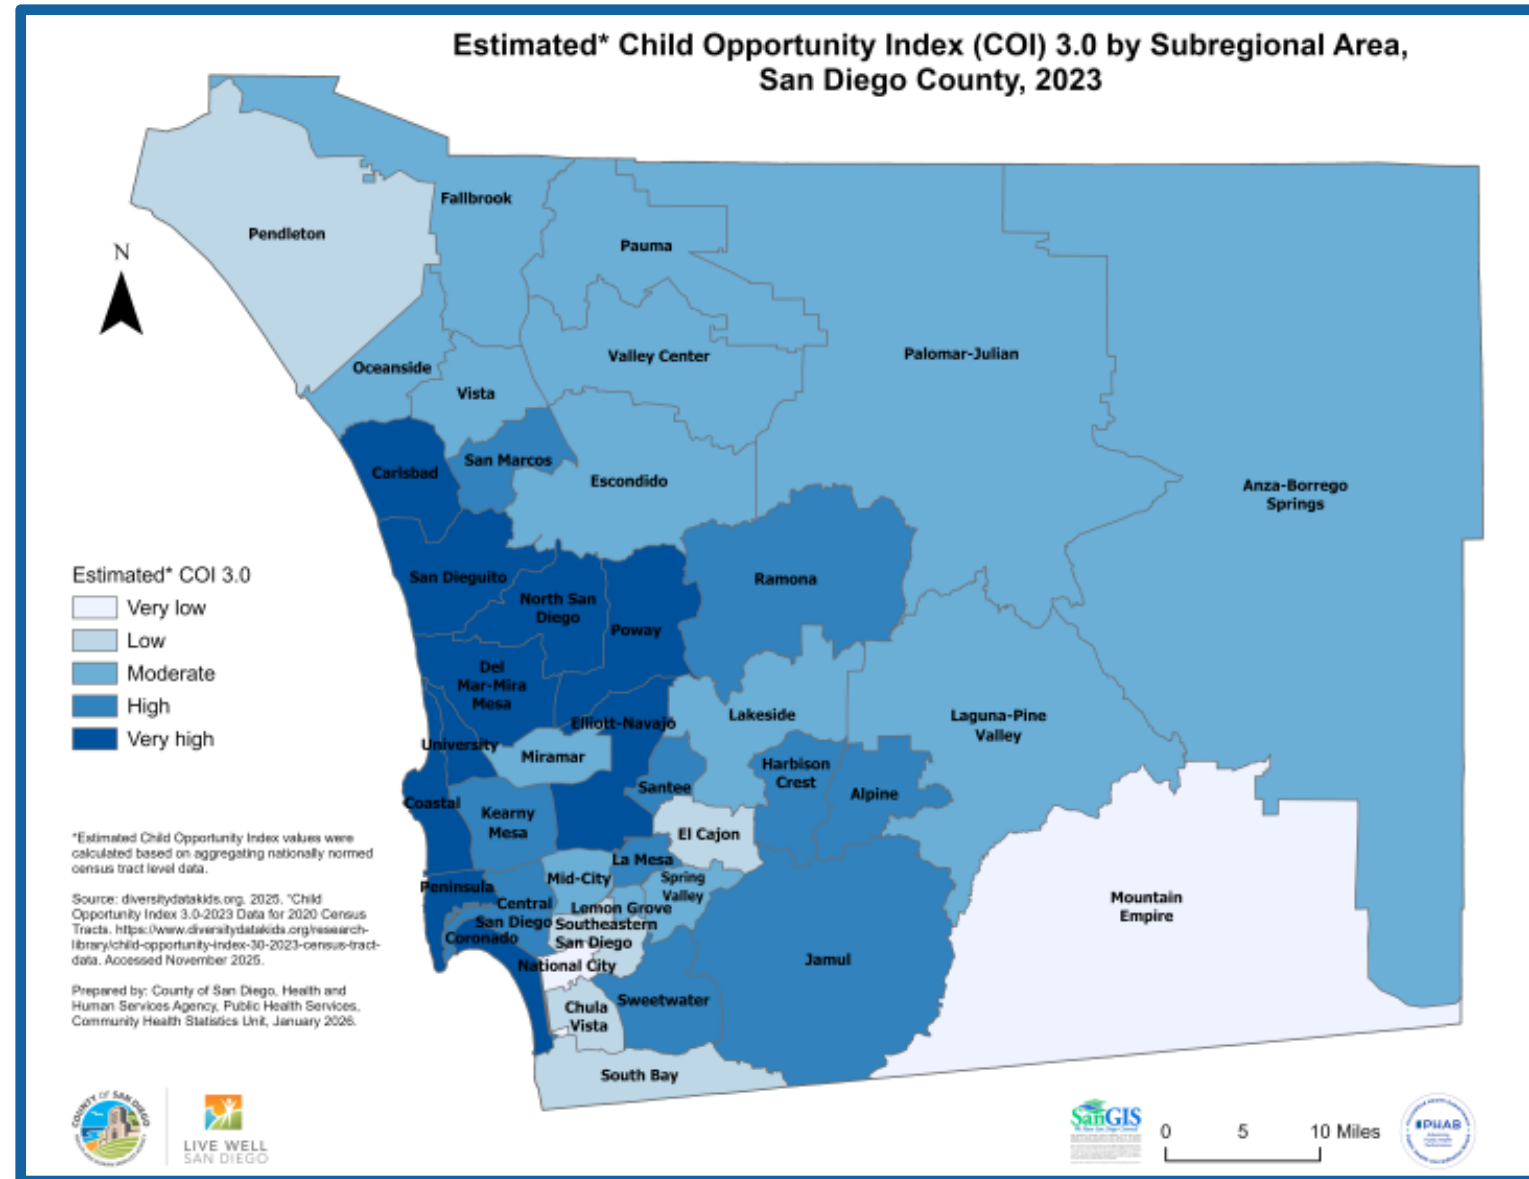 Estimated* Child Opportunity Index (COI) 3.0 by Subregional Area,
San Diego County, 2023
Fallbrook
Pendleton
N
Pauma
Oceanside
Valley Center
Palomar-Julian
Vista
San Marcos
Carlsbad
Escondido
Anza-Borrego
Springs
San Dieguito
Ramona
North San
Diego
Poway
Del
Mar-Mira
Mesa
Elliott-Navajo
Lakeside
Laguna-Pine
Valley
University
Miramar
Harbison
Crest
Santee
Alpine
Coastal
Kearny
Mesa
El Cajon
La Mesa
Mid-City
Spring
Valley
Peninsula
Central
San Diego
Lemon Grove
Southeastern
San Diego
Coronado
Mountain
Empire
National City
Jamul
Sweetwater
Chula
Vista
South Bay
Estimated* COI 3.0
Very low
Low
Moderate
High
Very high
*Estimated Child Opportunity Index values were
calculated based on aggregating nationally normed
census tract level data.
Source: diversitydatakids.org. 2025. "Child
Opportunity Index 3.0-2023 Data for 2020 Census
Tracts. https://www.diversitydatakids.org/research-
library/child-opportunity-index-30-2023-census-tract-
data. Accessed November 2025.
Prepared by: County of San Diego, Health and
Human Services Agency, Public Health Services,
Community Health Statistics Unit, January 2026.
COUNTY OF SAN DIEGO
LIVE WELL
SAN DIEGO
SanGIS
0 5 10 Miles
PHAB